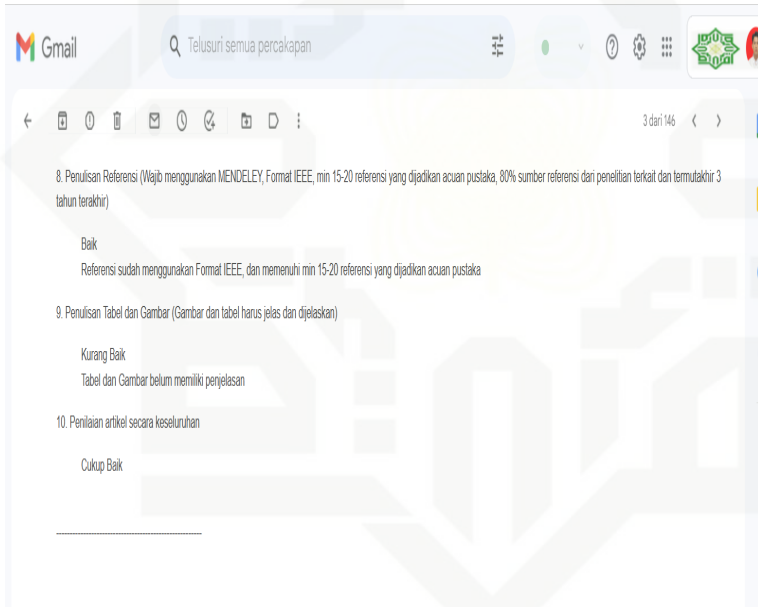 Gmail
Telusuri semua percakapan
3 dari 146
8. Penulisan Referensi (Wajib menggunakan MENDELEY, Format IEEE, min 15-20 referensi yang dijadikan acuan pustaka, 80% sumber referensi dari penelitian terkait dan termutakhir 3
tahun terakhir)
Baik
Referensi sudah menggunakan Format IEEE, dan memenuhi min 15-20 referensi yang dijadikan acuan pustaka
9. Penulisan Tabel dan Gambar (Gambar dan tabel harus jelas dan dijelaskan)
Kurang Baik
Tabel dan Gambar belum memiliki penjelasan
10. Penilaian artikel secara keseluruhan
Cukup Baik
------------------------------------------------------